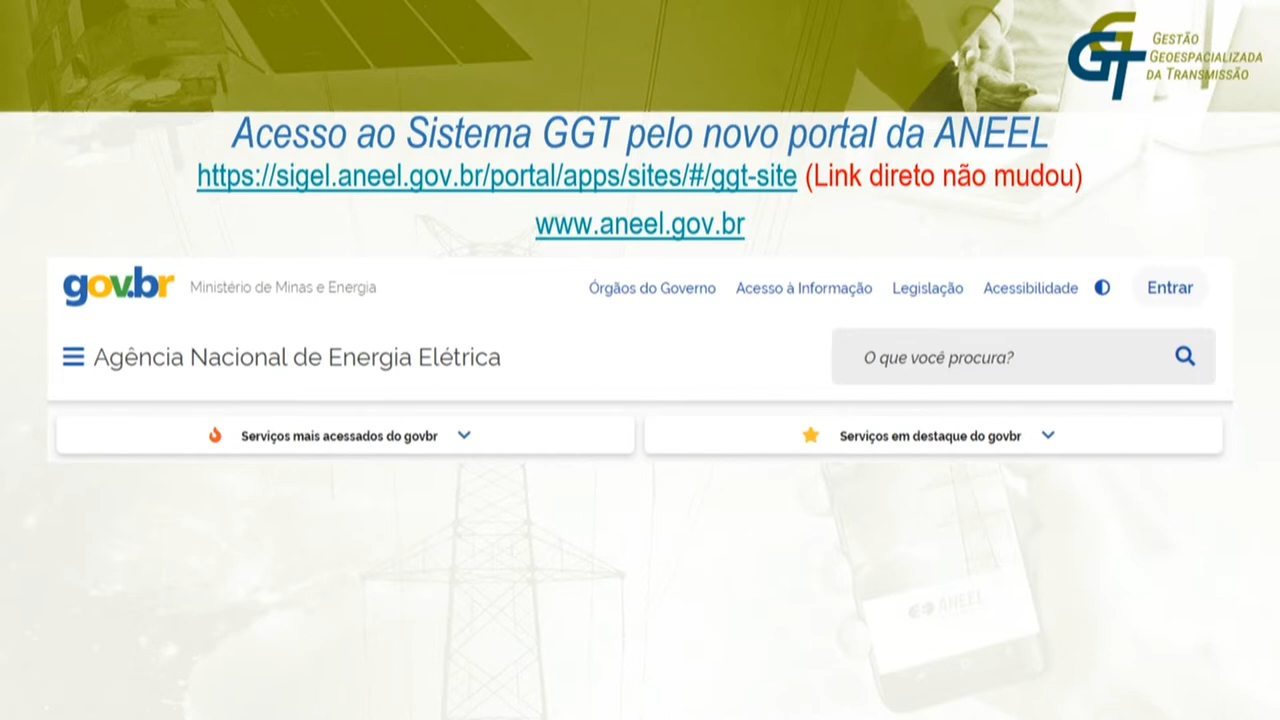 GGT
GESTÃO
GEOESPACIALIZADA
DA TRANSMISSÃO
Acesso ao Sistema GGT pelo novo portal da ANEEL
https://sigel.aneel.gov.br/portal/apps/sites/#/ggt-site (Link direto não mudou)
www.aneel.gov.br
gov.br Ministério de Minas e Energia Órgãos do Governo Acesso à Informação Legislação Acessibilidade Entrar
Agência Nacional de Energia Elétrica O que você procura?
Serviços mais acessados do govbr Serviços em destaque do govbr
ANEEL